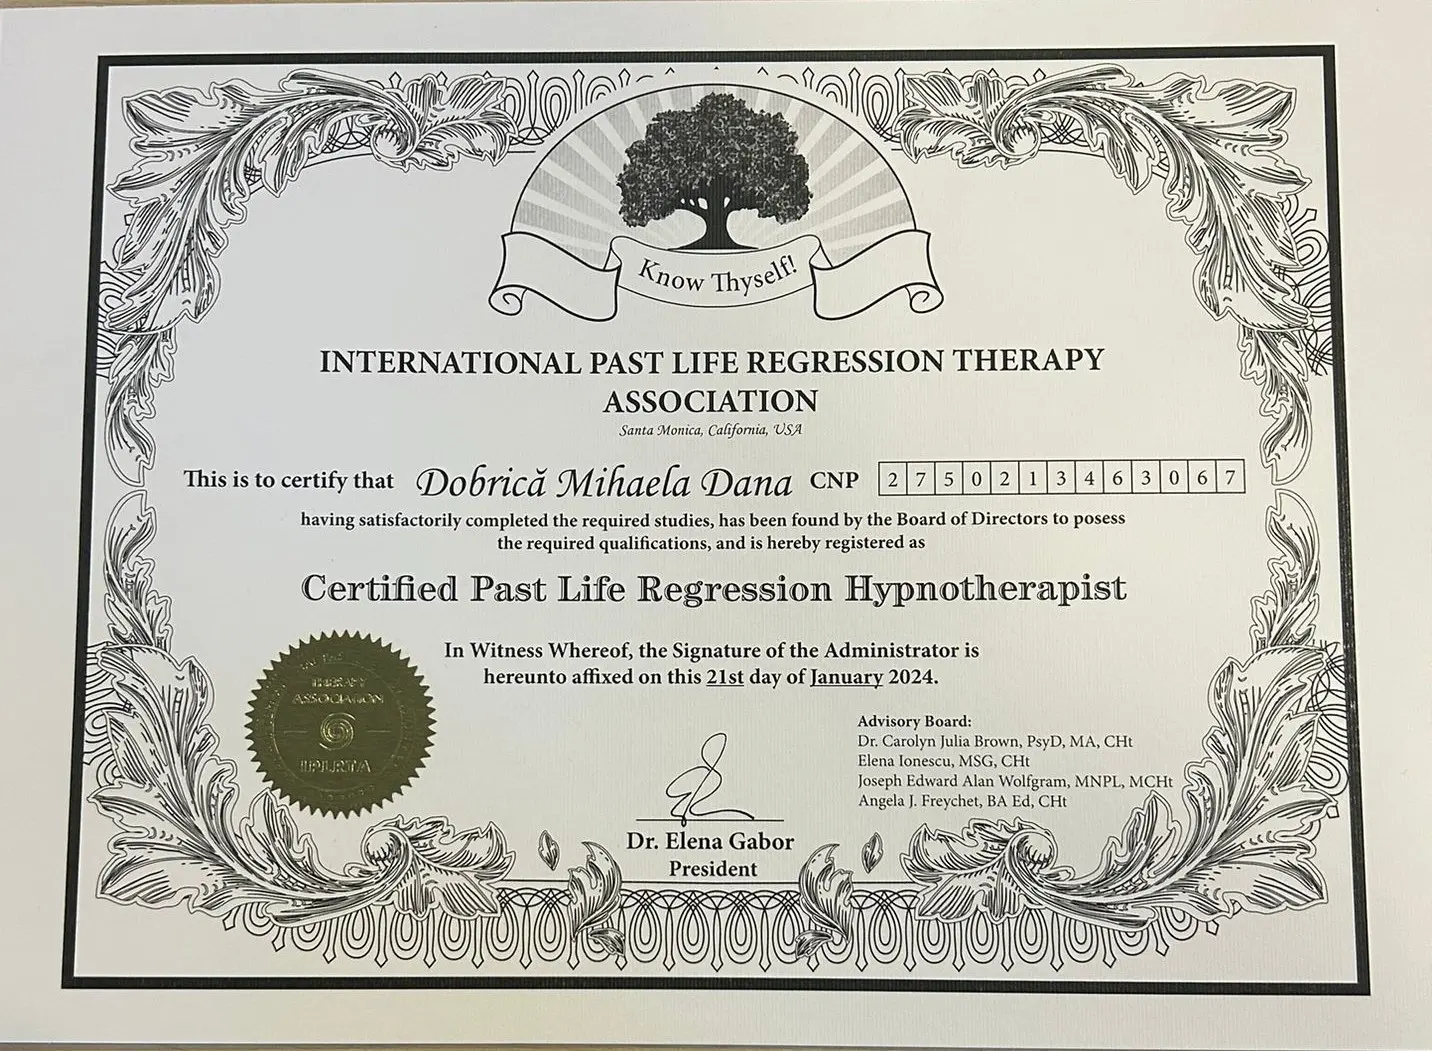 Know Thyself!
INTERNATIONAL PAST LIFE REGRESSION THERAPY
ASSOCIATION
Santa Monica, California, USA
This is to certify that Dobrică Mihaela Dana CNP 2750213463067
having satisfactorily completed the required studies, has been found by the Board of Directors to posess
the required qualifications, and is hereby registered as
Certified Past Life Regression Hypnotherapist
In Witness Whereof, the Signature of the Administrator is
hereunto affixed on this 21st day of January 2024.
THERAPY
ASSOCIATION
IPLRTA
Advisory Board:
Dr. Carolyn Julia Brown, PsyD, MA, CHt
Elena Ionescu, MSG, CHt
Joseph Edward Alan Wolfgram, MNPL, MCHt
Angela J. Freychet, BA Ed, CHt
Dr. Elena Gabor
President